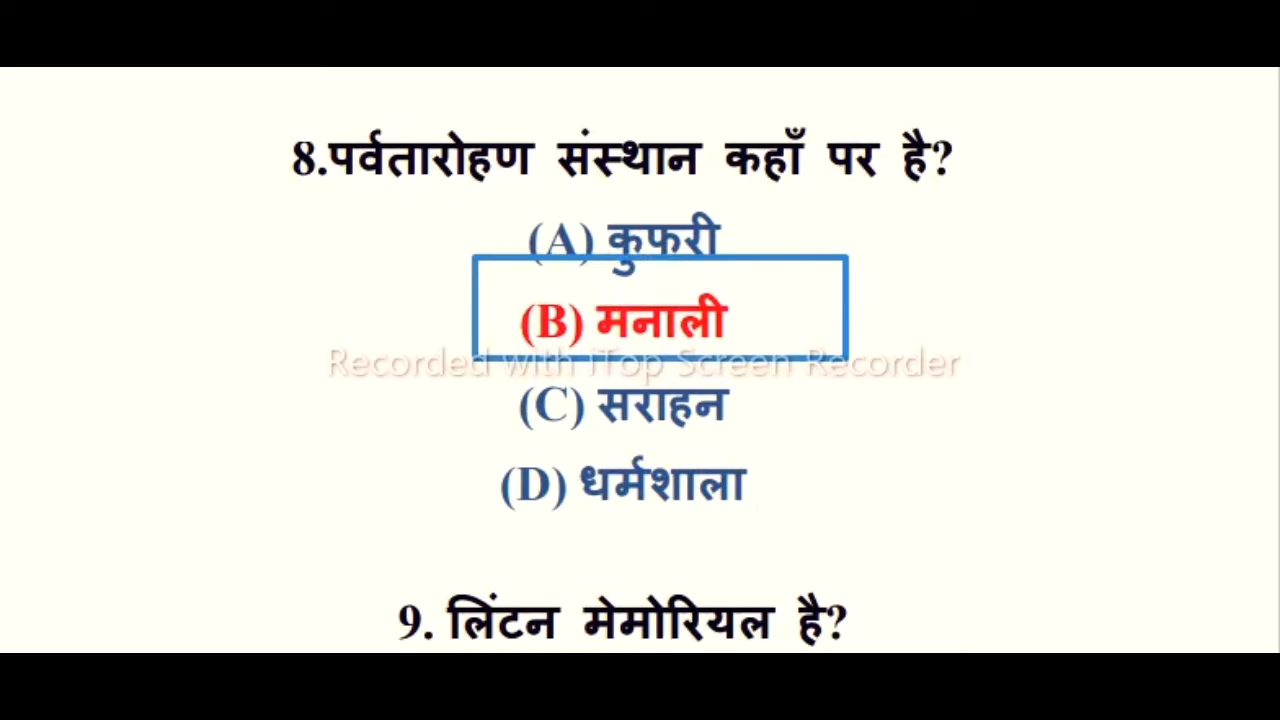 8.पर्वतारोहण संस्थान कहाँ पर है?
(A) कुफरी
(B) मनाली
Recorded with iTop Screen Recorder
(C) सराहन
(D) धर्मशाला
9. लिंटन मेमोरियल है?